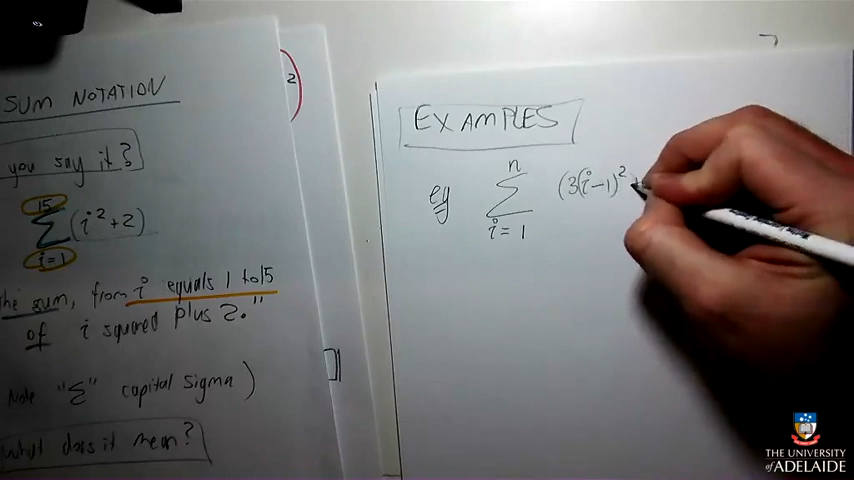 SUM NOTATION
you say it?
15
∑ (i² + 2)
i = 1
the sum, from i equals 1 to 15
of i squared plus 2."
Note "Σ" capital sigma)
What does it mean?
2
EXAMPLES
n
eg ∑ (3(i-1)²
i = 1
THE UNIVERSITY
of ADELAIDE